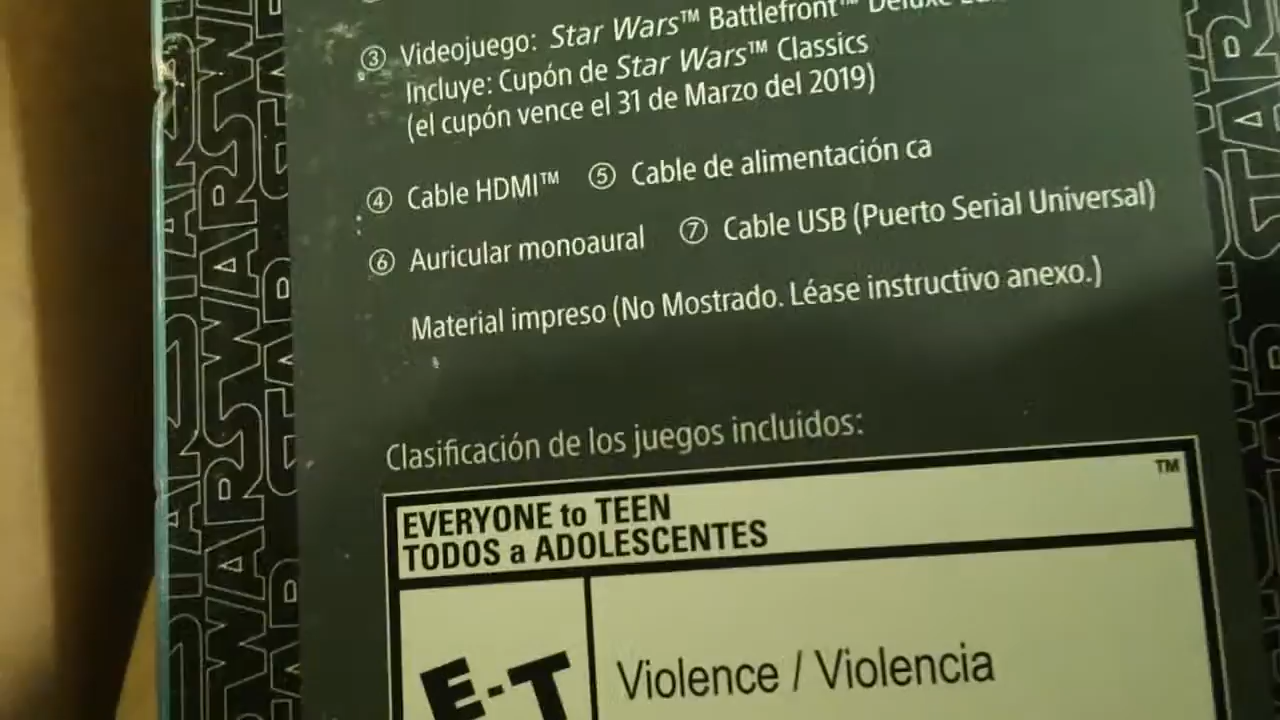 ③ Videojuego: Star Wars™ Battlefront™ Deluxe
Incluye: Cupón de Star Wars™ Classics
(el cupón vence el 31 de Marzo del 2019)
④ Cable HDMI™ ⑤ Cable de alimentación ca
⑥ Auricular monoaural ⑦ Cable USB (Puerto Serial Universal)
Material impreso (No Mostrado. Léase instructivo anexo.)
Clasificación de los juegos incluidos:
EVERYONE to TEEN ™
TODOS a ADOLESCENTES
E-T
Violence / Violencia
STAR WARS